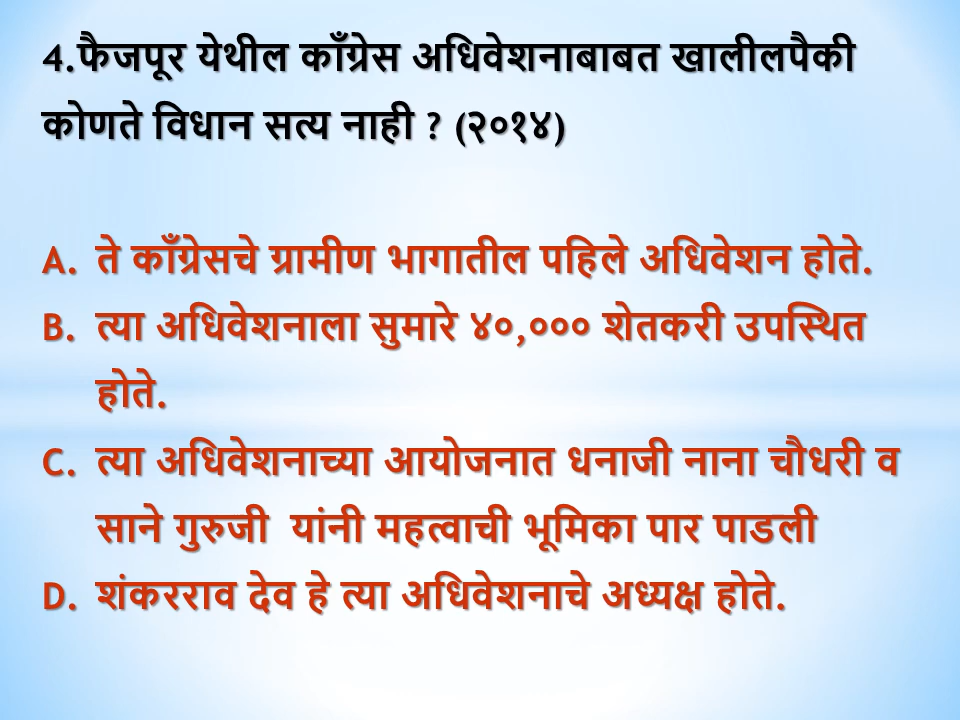 4.फैजपूर येथील काँग्रेस अधिवेशनाबाबत खालीलपैकी
कोणते विधान सत्य नाही ? (२०१४)
A. ते काँग्रेसचे ग्रामीण भागातील पहिले अधिवेशन होते.
B. त्या अधिवेशनाला सुमारे ४०,००० शेतकरी उपस्थित
होते.
C. त्या अधिवेशनाच्या आयोजनात धनाजी नाना चौधरी व
साने गुरुजी यांनी महत्वाची भूमिका पार पाडली
D. शंकरराव देव हे त्या अधिवेशनाचे अध्यक्ष होते.